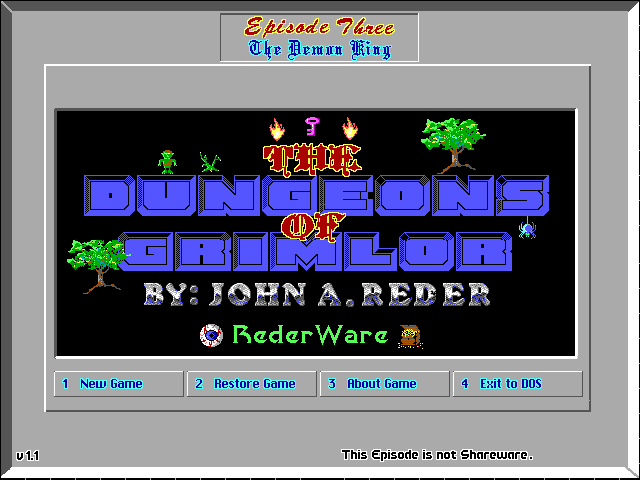 Episode Three
The Demon King
THE
DUNGEONS
OF
GRIMLOR
BY: JOHN A. REDER
RederWare
1 New Game 2 Restore Game 3 About Game 4 Exit to DOS
v1.1 This Episode is not Shareware.